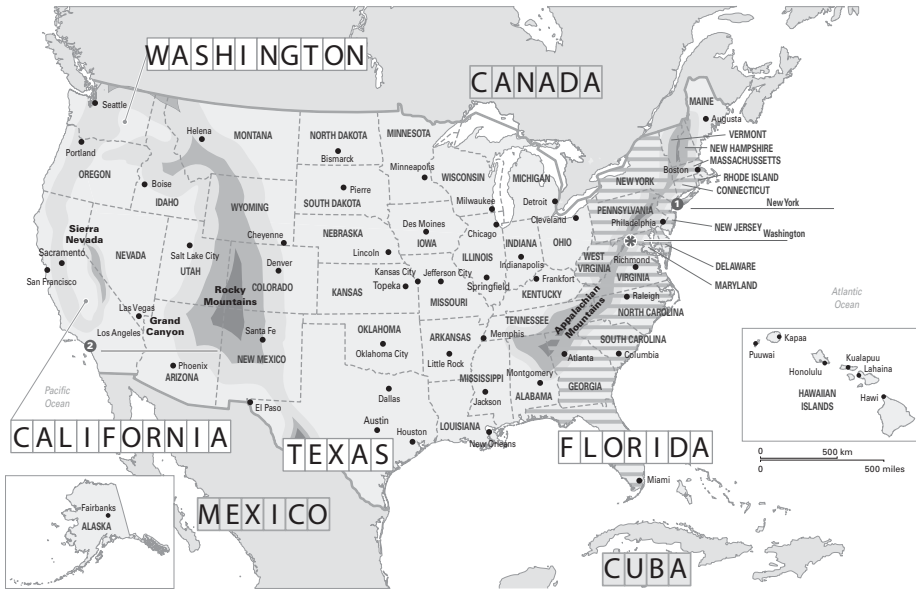 WASHINGTON
CANADA
Seattle
MAINE
Augusta
Portland
Helena
MONTANA
NORTH DAKOTA
Bismarck
MINNESOTA
Minneapolis
VERMONT
NEW HAMPSHIRE
MASSACHUSSETTS
Boston
RHODE ISLAND
CONNECTICUT
OREGON
Boise
IDAHO
WYOMING
Pierre
SOUTH DAKOTA
WISCONSIN
Milwaukee
MICHIGAN
Detroit
NEW YORK
1
New York
PENNSYLVANIA
Philadelphia
NEW JERSEY
Washington
Sierra
Nevada
Sacramento
San Francisco
NEVADA
Salt Lake City
UTAH
Cheyenne
Denver
COLORADO
Rocky
Mountains
NEBRASKA
Lincoln
Des Moines
IOWA
Chicago
Cleveland
ILLINOIS
Springfield
INDIANA
Indianapolis
OHIO
WEST
VIRGINIA
Richmond
VIRGINIA
DELAWARE
MARYLAND
Kansas City
Topeka
Jefferson City
KANSAS
MISSOURI
Frankfort
KENTUCKY
Raleigh
NORTH CAROLINA
Atlantic
Ocean
Las Vegas
Grand
Canyon
Los Angeles
2
Santa Fe
NEW MEXICO
Phoenix
ARIZONA
OKLAHOMA
Oklahoma City
ARKANSAS
Little Rock
TENNESSEE
Memphis
Appalachian
Mountains
SOUTH CAROLINA
Columbia
Atlanta
GEORGIA
Montgomery
ALABAMA
MISSISSIPPI
Jackson
Dallas
El Paso
Austin
Houston
LOUISIANA
New Orleans
Pacific
Ocean
CALIFORNIA
TEXAS
FLORIDA
Miami
Kapaa
Puuwai
Honolulu
Kualapuu
Lahaina
HAWAIIAN
ISLANDS
Hawi
0 500 km
0 500 miles
Fairbanks
ALASKA
MEXICO
CUBA